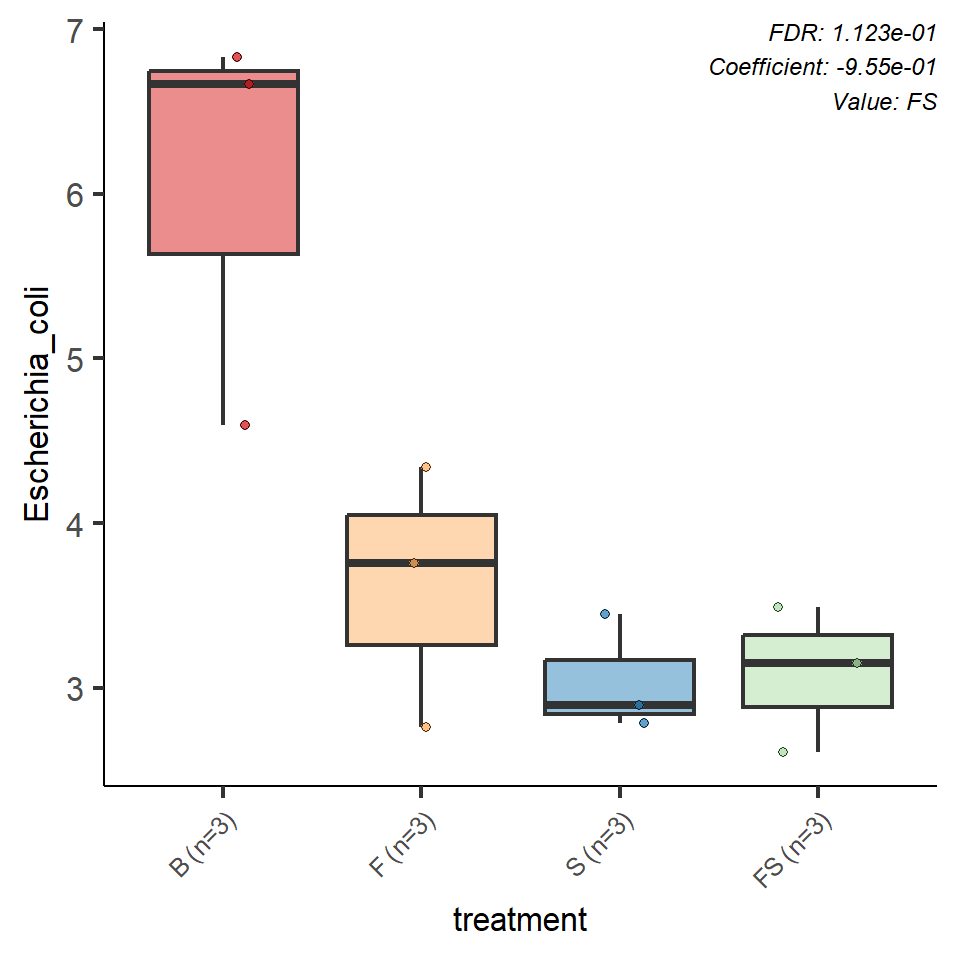 FDR: 1.123e-01
Coefficient: -9.55e-01
Value: FS
Escherichia_coli
7
6
5
4
3
B (n=3)
F (n=3)
S (n=3)
FS (n=3)
treatment